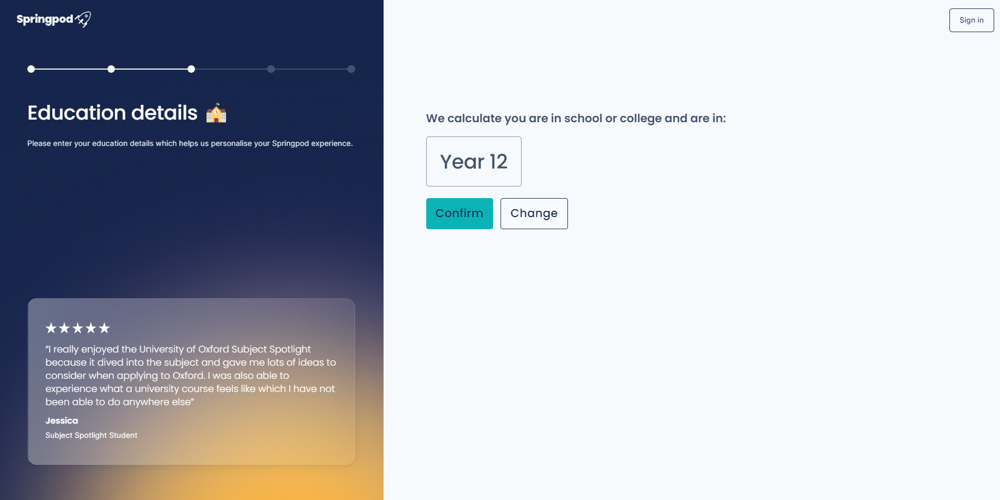 Springpod
Sign in
Education details
Please enter your education details which helps us personalise your Springpod experience.
“I really enjoyed the University of Oxford Subject Spotlight
because it dived into the subject and gave me lots of ideas to
consider when applying to Oxford. I was also able to
experience what a university course feels like which I have not
been able to do anywhere else”
Jessica
Subject Spotlight Student
We calculate you are in school or college and are in:
Year 12
Confirm
Change